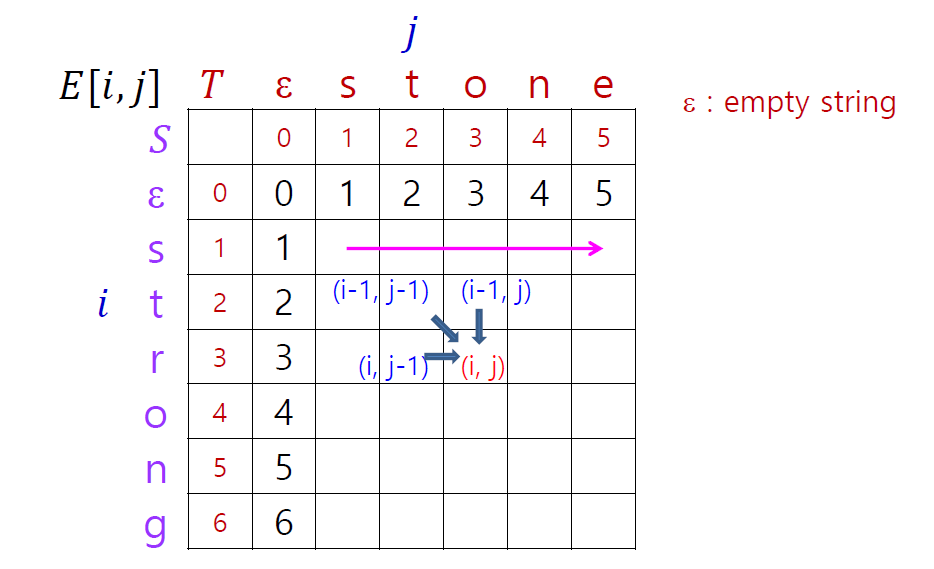 j
E[i,j] T ε s t o n e
ε : empty string
S 0 1 2 3 4 5
ε 0 0 1 2 3 4 5
s 1 1
i t 2 2 (i-1, j-1) (i-1, j)
r 3 3 (i, j-1) (i, j)
o 4 4
n 5 5
g 6 6